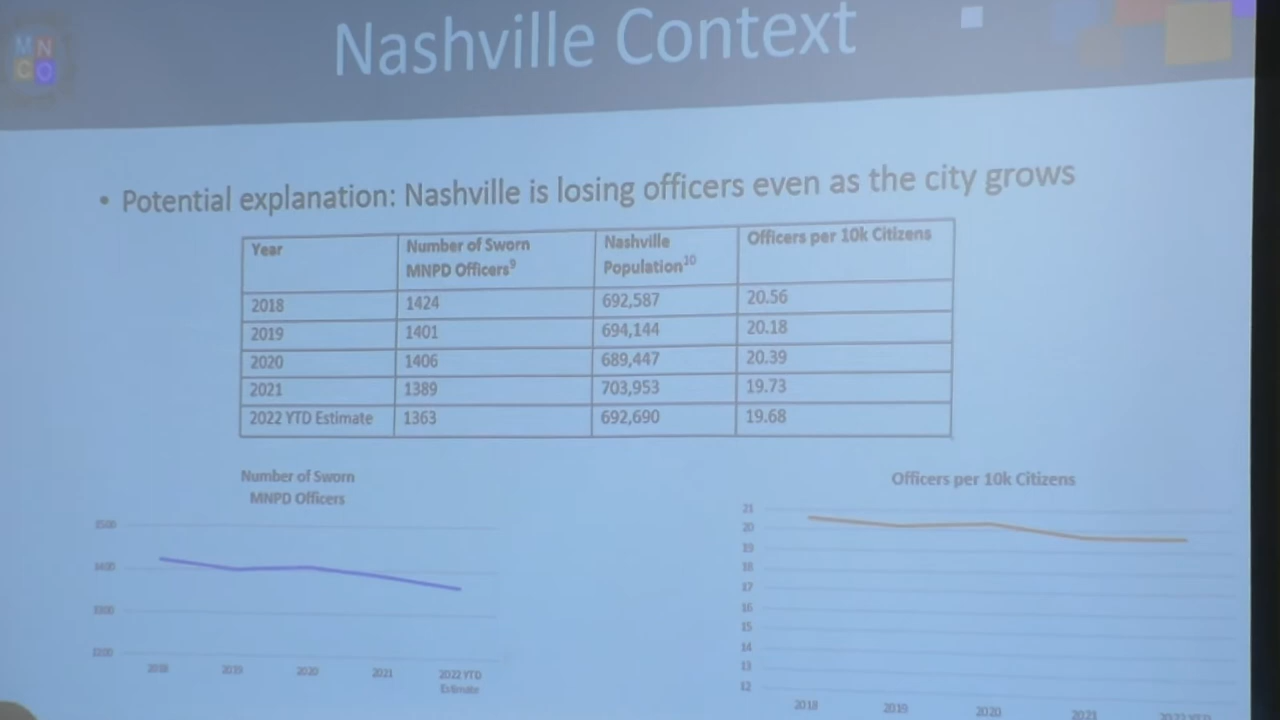 MN
CO
Nashville Context
• Potential explanation: Nashville is losing officers even as the city grows
Year Number of Sworn MNPD Officers⁹ Nashville Population¹⁰ Officers per 10k Citizens
2018 1424 692,587 20.56
2019 1401 694,144 20.18
2020 1406 689,447 20.39
2021 1389 703,953 19.73
2022 YTD Estimate 1363 692,690 19.68
Number of Sworn
MNPD Officers
1500
1400
1300
1200
2018 2019 2020 2021 2022 YTD
Estimate
Officers per 10k Citizens
21
20
19
18
17
16
15
14
13
12
2018 2019 2020 2021 2022 YTD